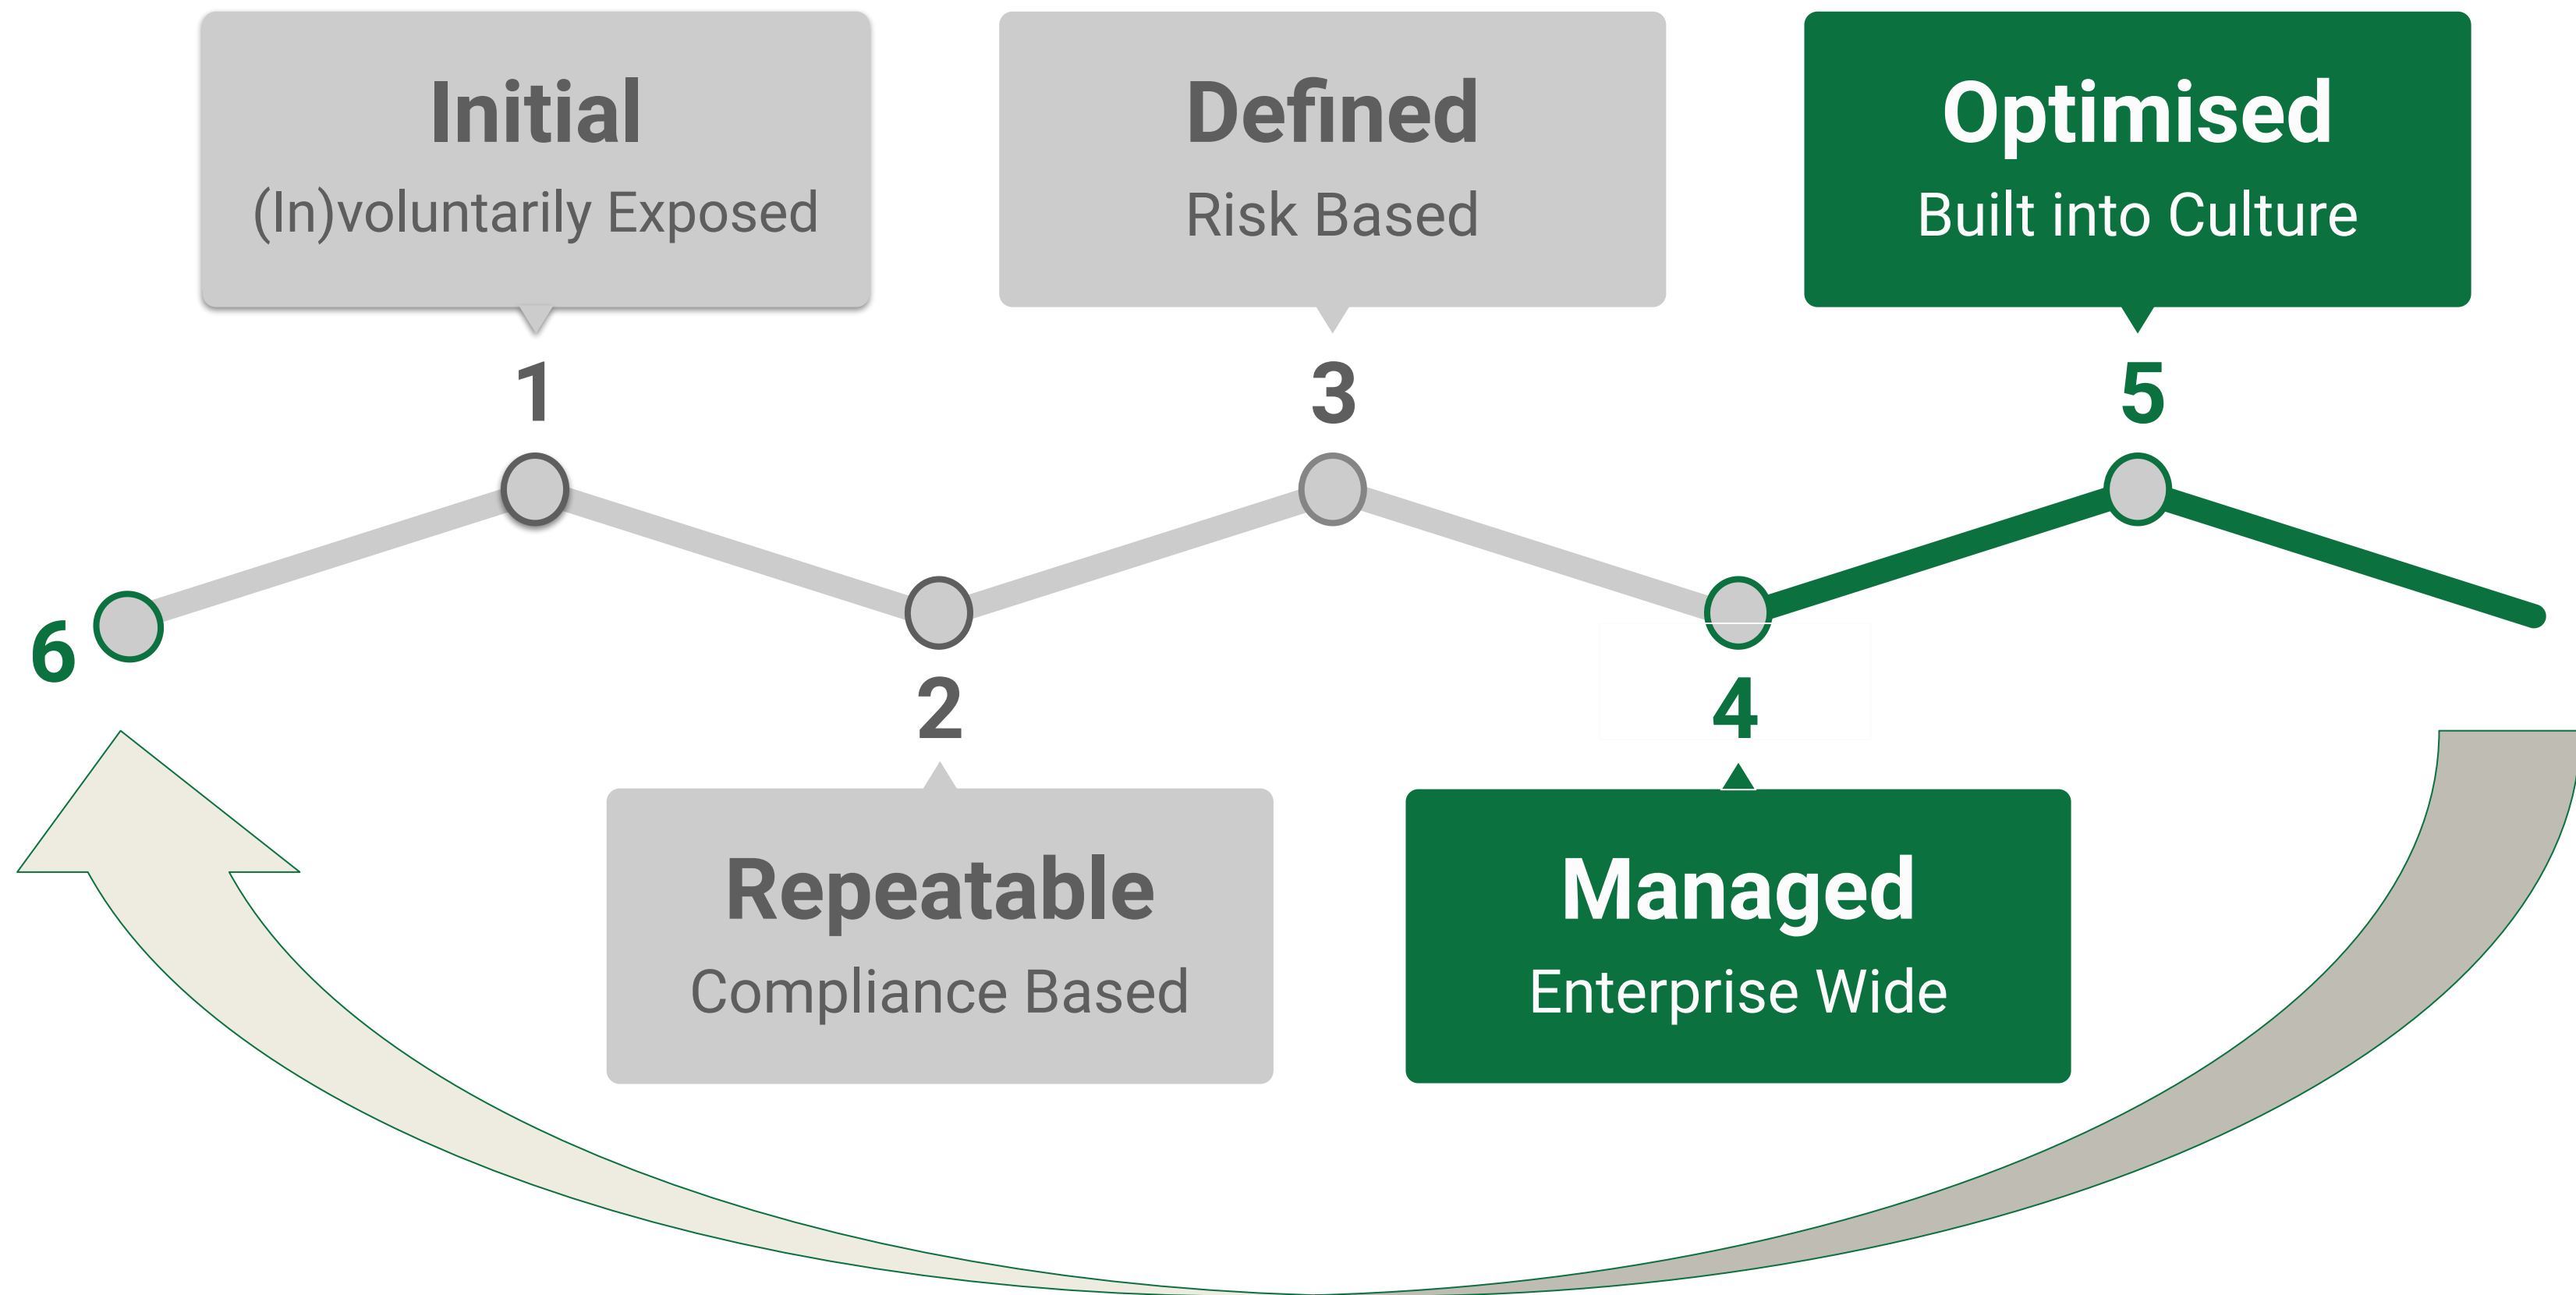 Initial
(In)voluntarily Exposed
1
Defined
Risk Based
3
Optimised
Built into Culture
5
6
2
Repeatable
Compliance Based
4
Managed
Enterprise Wide